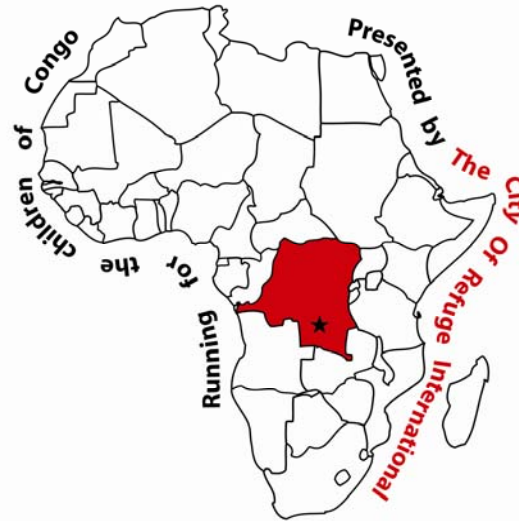 Running for the children of Congo
Presented by The City Of Refuge International